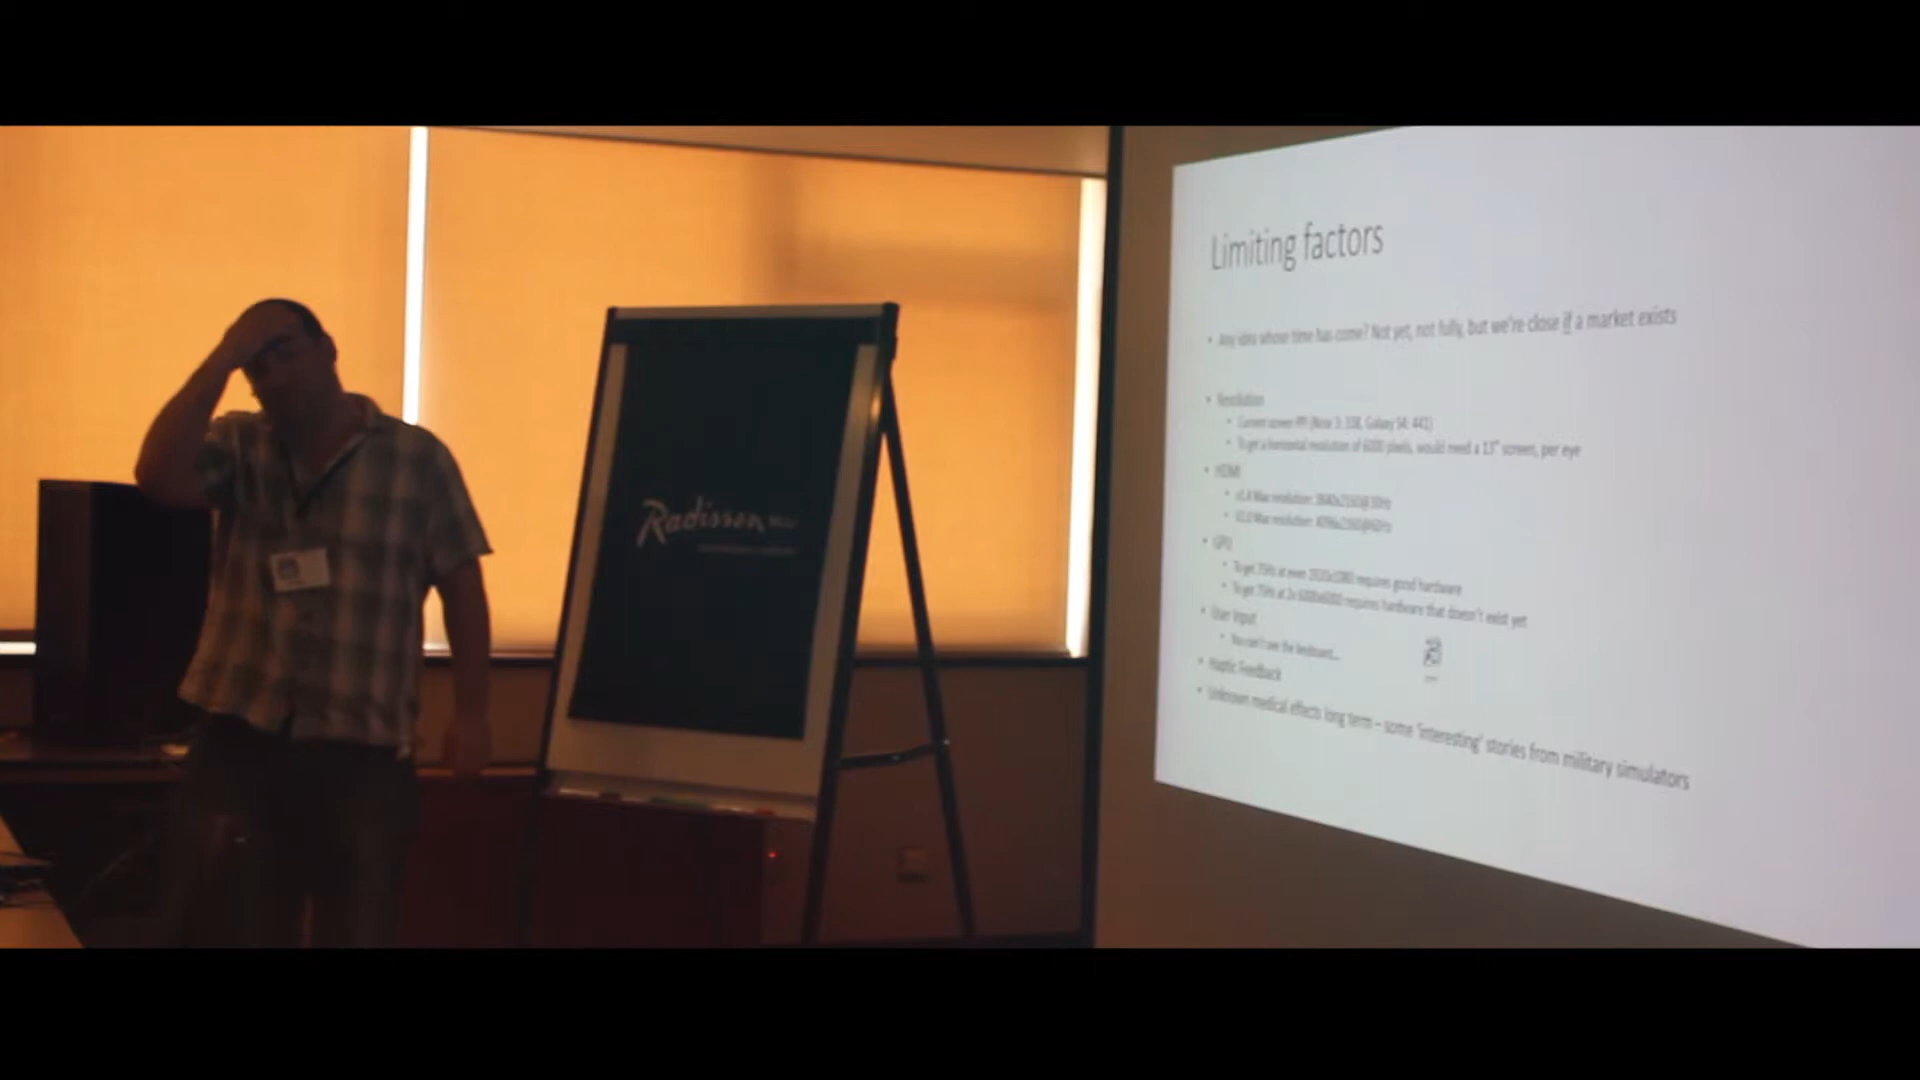 Radisson
Limiting factors
Any idea whose time has come? Not yet, not fully, but we're close if a market exists
Resolution
Current screen PPI (Note 3: 338, Galaxy S4: 441)
To get a horizontal resolution of 6000 pixels, would need a 13" screen, per eye
HDMI
v1.4 Max resolution: 3840x2160@30Hz
V2.0 Max resolution: 4096x2160@60Hz
GPU
To get 75Hz at even 1920x1080 requires good hardware
To get 75Hz at 2x 6000x6000 requires hardware that doesn't exist yet
User Input
You can't see the keyboard...
Haptic Feedback
Unknown medical effects long term – some 'interesting' stories from military simulators